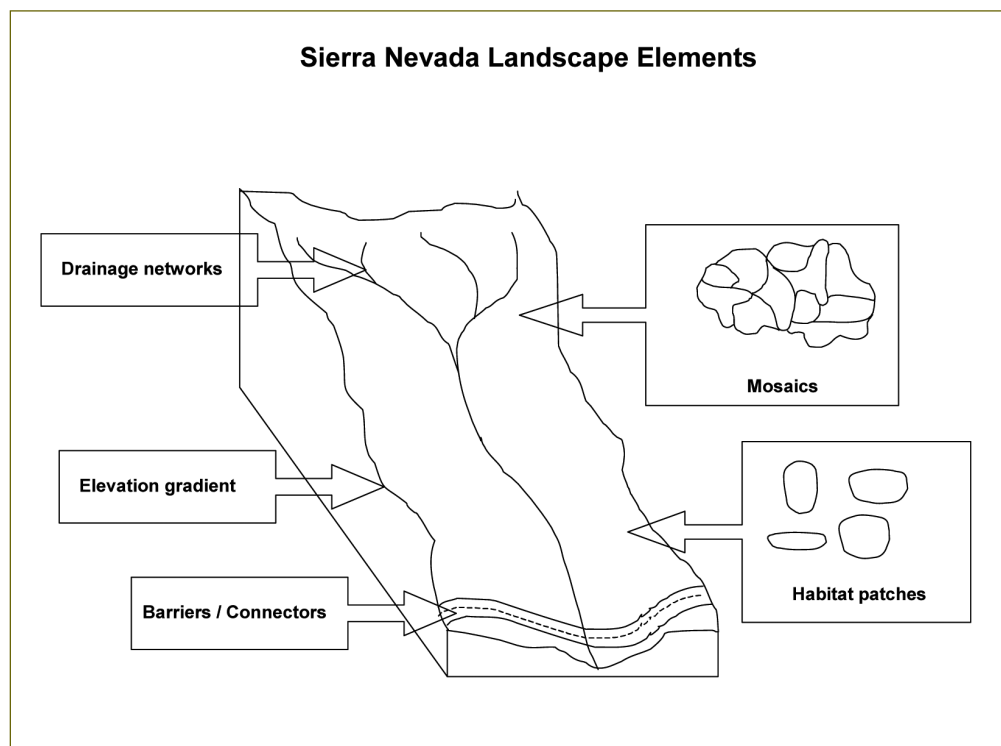 Sierra Nevada Landscape Elements
Drainage networks
Mosaics
Elevation gradient
Habitat patches
Barriers / Connectors